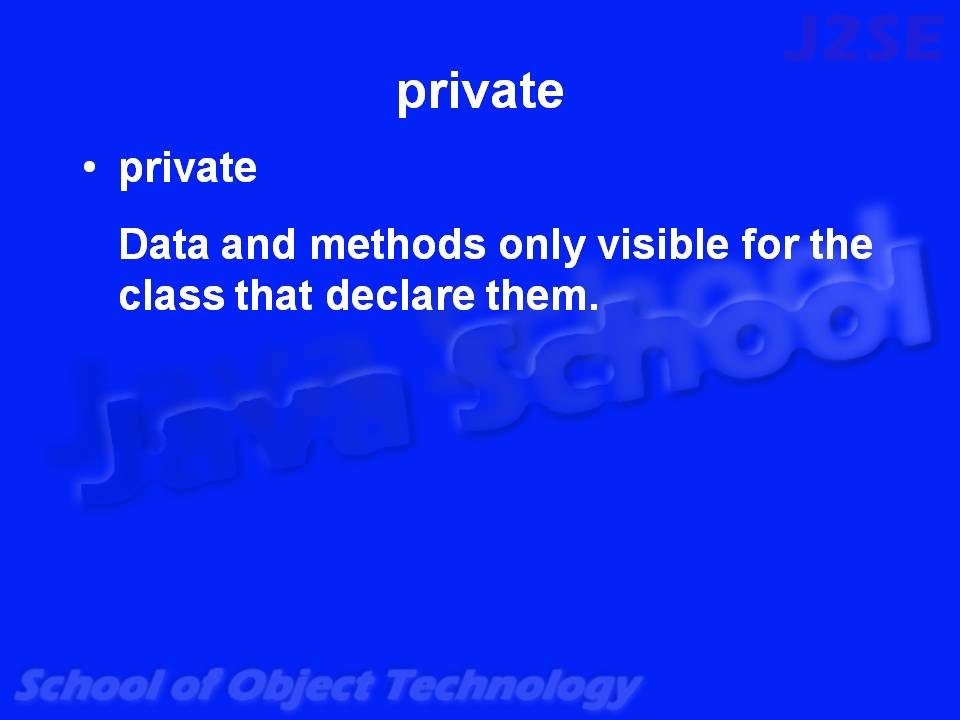 J2SE
private
• private
Data and methods only visible for the
class that declare them.
Java School
School of Object Technology